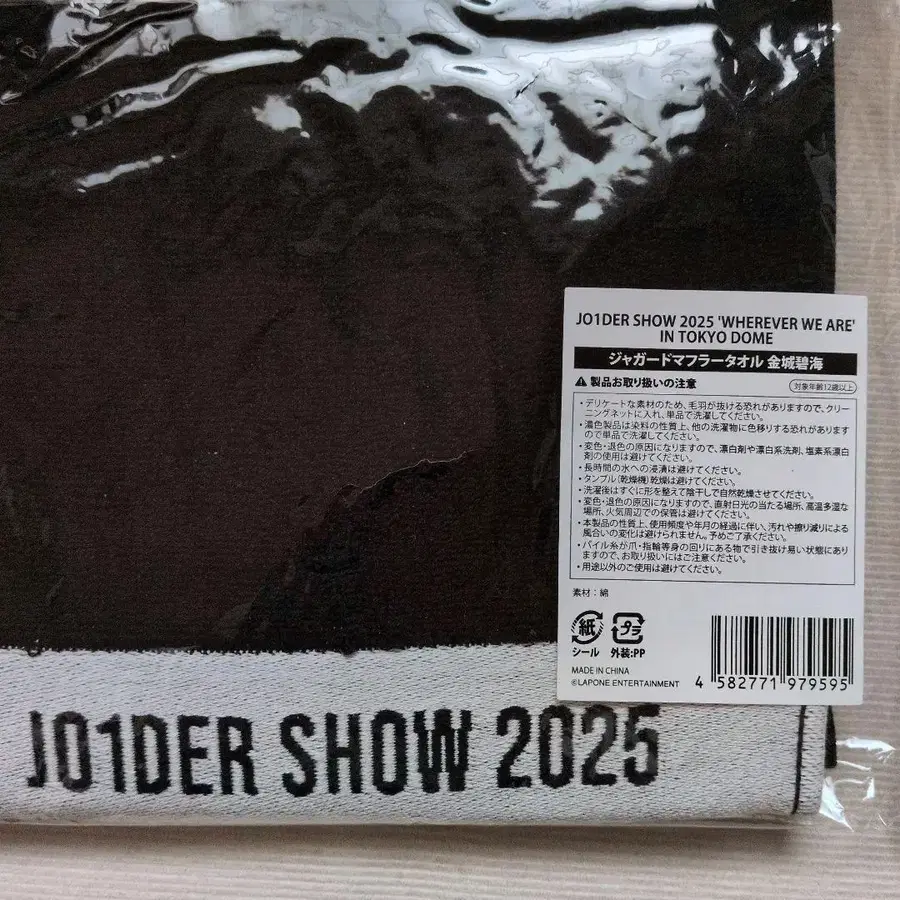 JO1DER SHOW 2025 'WHEREVER WE ARE'
IN TOKYO DOME
ジャガードマフラータオル 金城碧海
製品お取り扱いの注意
対象年齢12歳以上
・デリケートな素材のため、毛羽が抜ける恐れがありますので、クリー
ニングネットに入れ、単品で洗濯してください。
・濃色製品は染料の性質上、他の洗濯物に色移りする恐れがあります
ので単品で洗濯してください。
・変色・退色の原因になりますので、漂白剤や漂白系洗剤、塩素系漂白
剤の使用は避けてください。
・長時間の水への浸漬は避けてください。
・タンブル(乾燥機)乾燥は避けてください。
・洗濯後はすぐに形を整えて陰干しで自然乾燥させてください。
・変色・退色の原因になりますので、直射日光の当たる場所、高温多湿な
場所、火気周辺での保管は避けてください。
・本製品の性質上、使用頻度や年月の経過に伴い、汚れや擦り減りによる
風合いの変化は避けられません。予めご了承ください。
・パイル糸が爪・指輪等身の回りにある物で引き抜け易い状態にあり
ますので、お取り扱いにはご注意ください。
・用途以外のご使用は避けてください。
素材:綿
紙
プラ
シール 外装:PP
MADE IN CHINA
©LAPONE ENTERTAINMENT
4 582771 979595
JO1DER SHOW 2025